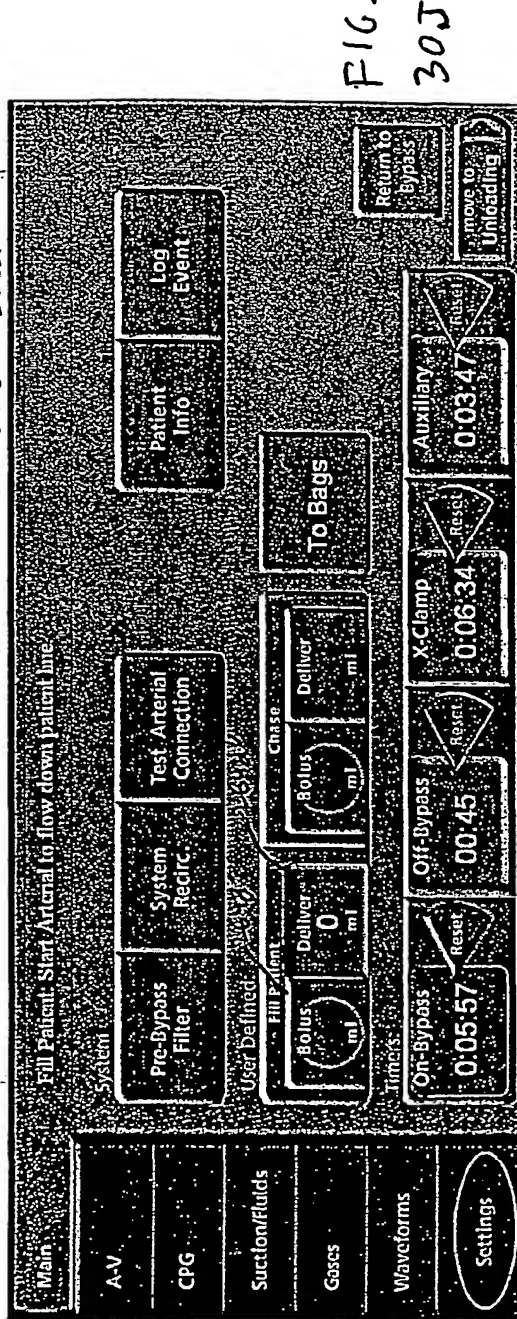 Main
A-V
CPG
Suction/Fluids
Gases
Waveforms
Settings
Fill Patient. Start Arterial to flow down patient line.
System
Pre-Bypass
Filter
System
Recirc.
Test Arterial
Connection
Patient
Info
Log
Event
User Defined
Fill Patient
Bolus
ml
Deliver
0
ml
Chase
Bolus
ml
Deliver
ml
To Bags
Timers
On-Bypass
0:05:57
Reset
Off-Bypass
00:45
Reset
X-Clamp
0:06:34
Reset
Auxiliary
0:03:47
Reset
Return to
Bypass
move to
Unloading
FIG.
30J